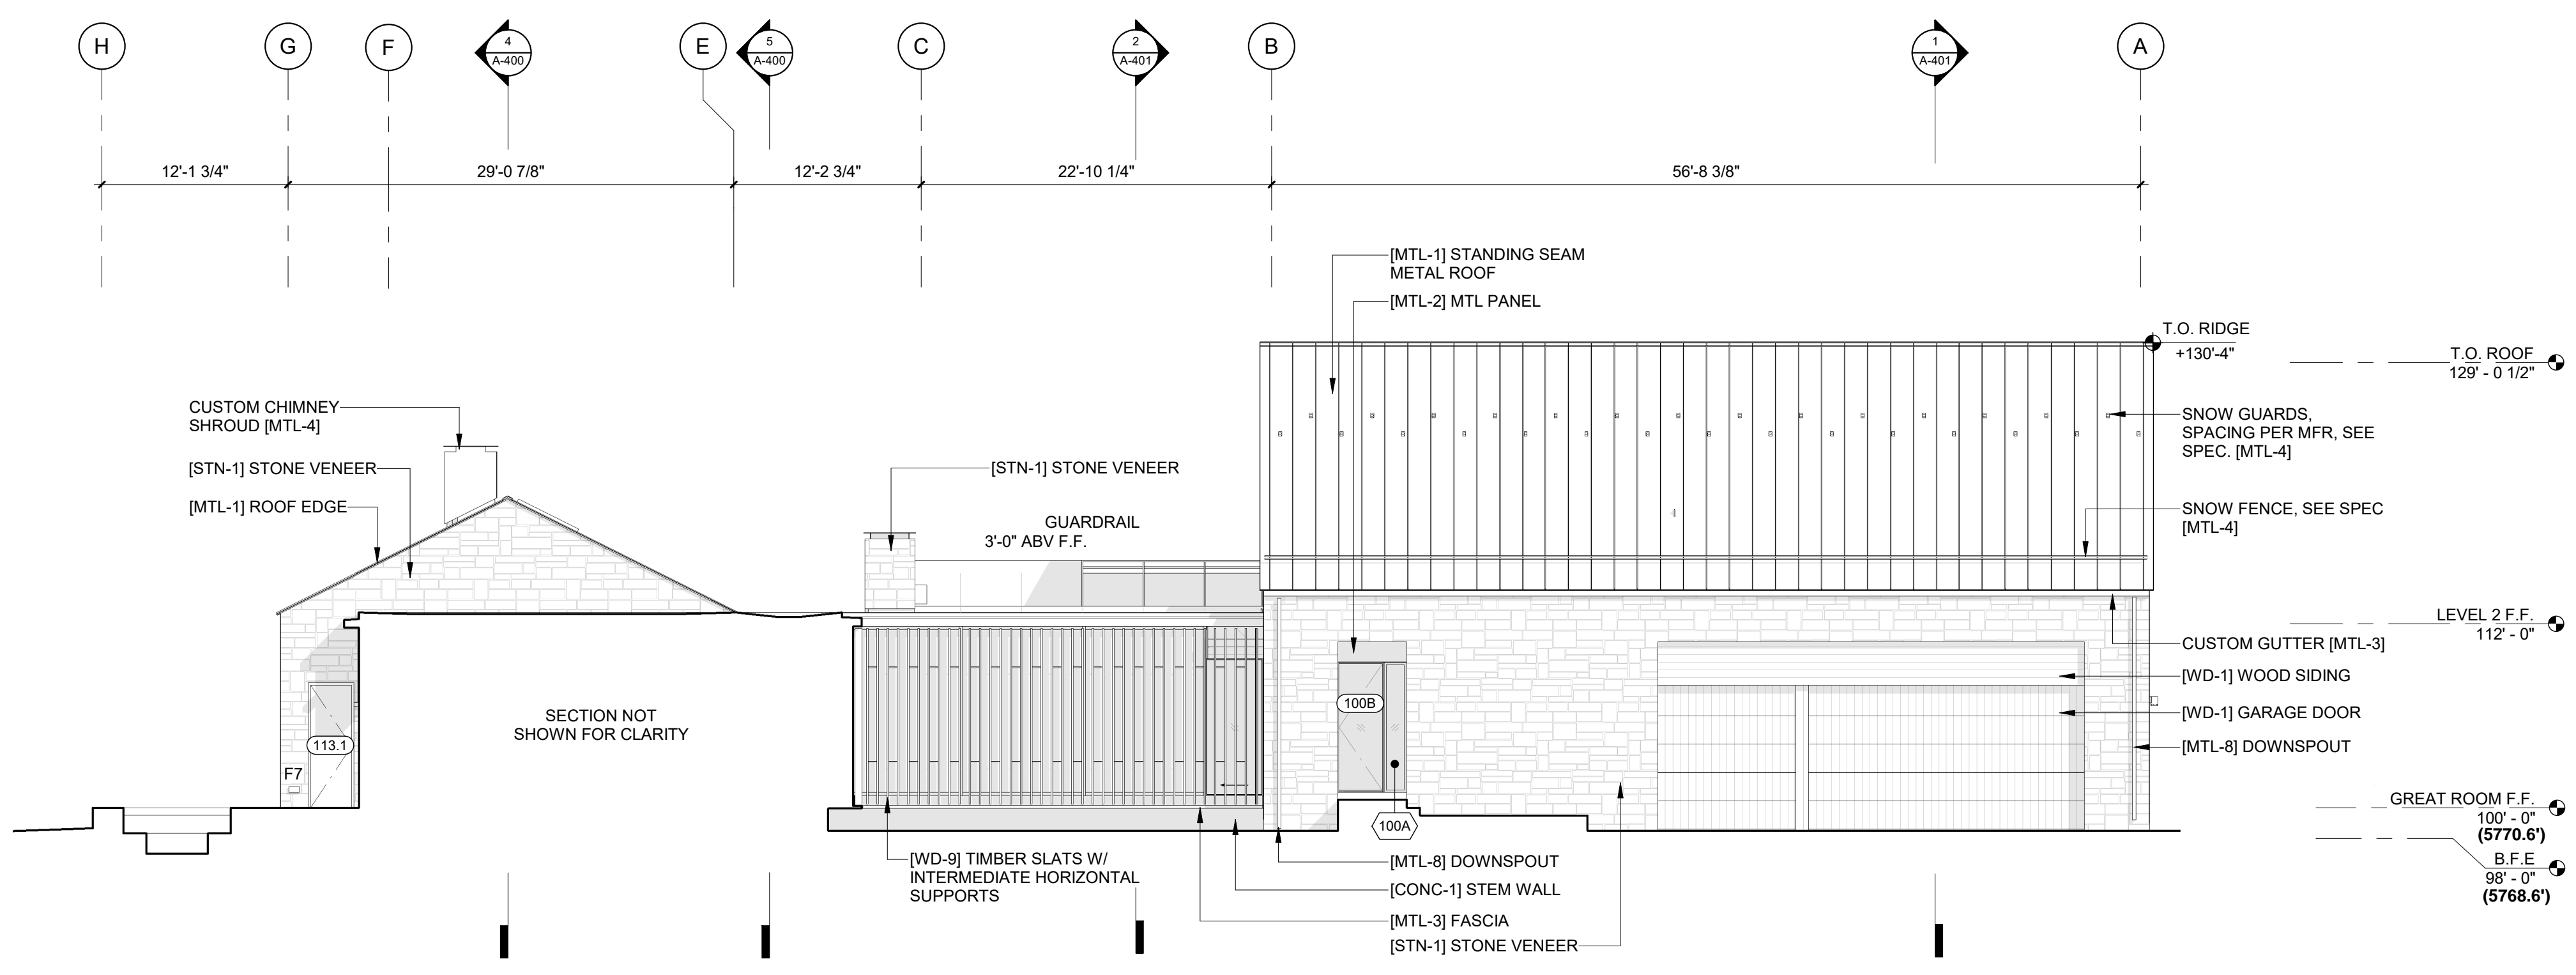 H
G
F
4
A-400
E
5
A-400
C
2
A-401
B
1
A-401
A
12'-1 3/4"
29'-0 7/8"
12'-2 3/4"
22'-10 1/4"
56'-8 3/8"
[MTL-1] STANDING SEAM
METAL ROOF
[MTL-2] MTL PANEL
T.O. RIDGE
+130'-4"
T.O. ROOF
129' - 0 1/2"
CUSTOM CHIMNEY
SHROUD [MTL-4]
[STN-1] STONE VENEER
[MTL-1] ROOF EDGE
[STN-1] STONE VENEER
GUARDRAIL
3'-0" ABV F.F.
SNOW GUARDS,
SPACING PER MFR, SEE
SPEC. [MTL-4]
SNOW FENCE, SEE SPEC
[MTL-4]
LEVEL 2 F.F.
112' - 0"
CUSTOM GUTTER [MTL-3]
[WD-1] WOOD SIDING
[WD-1] GARAGE DOOR
[MTL-8] DOWNSPOUT
SECTION NOT
SHOWN FOR CLARITY
113.1
F7
100B
100A
GREAT ROOM F.F.
100' - 0"
(5770.6')
B.F.E
98' - 0"
(5768.6')
[WD-9] TIMBER SLATS W/
INTERMEDIATE HORIZONTAL
SUPPORTS
[MTL-8] DOWNSPOUT
[CONC-1] STEM WALL
[MTL-3] FASCIA
[STN-1] STONE VENEER